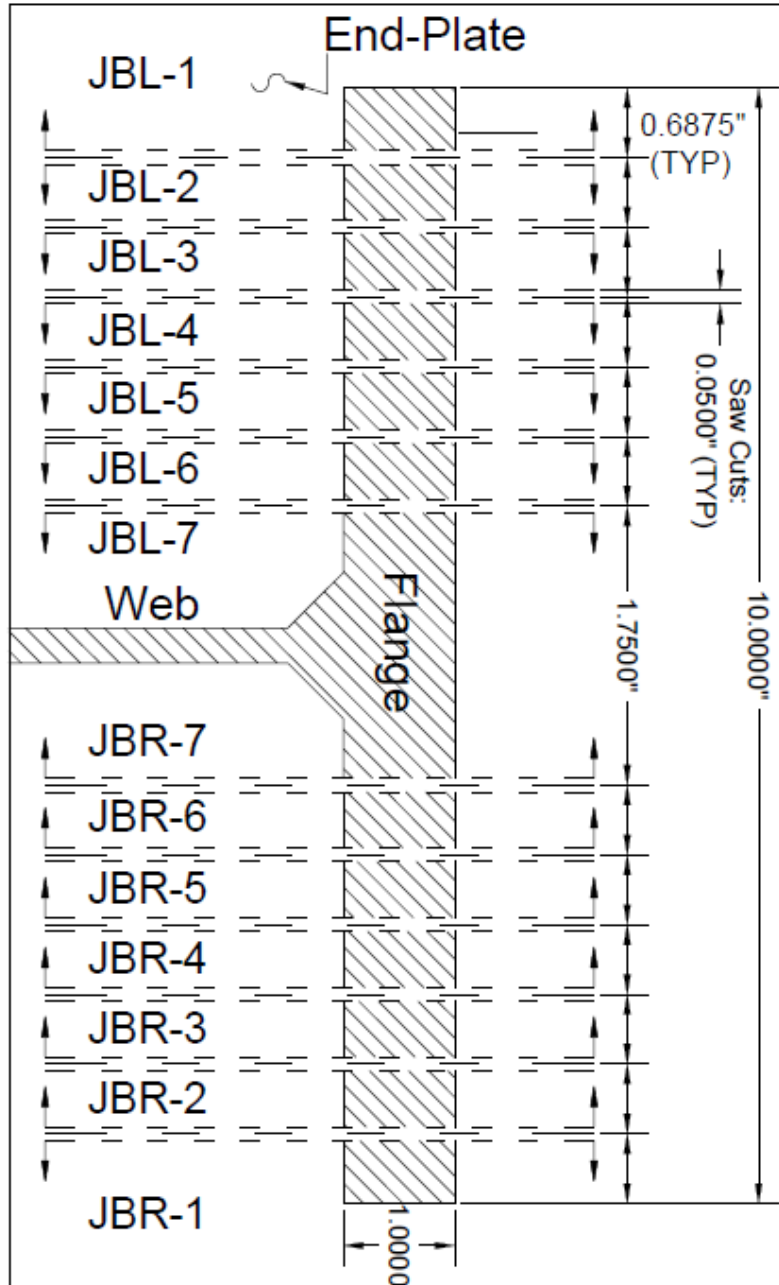 End-Plate
JBL-1
0.6875"
(TYP)
JBL-2
JBL-3
JBL-4
JBL-5
JBL-6
JBL-7
Saw Cuts:
0.0500" (TYP)
Web
Flange
1.7500"
10.0000"
JBR-7
JBR-6
JBR-5
JBR-4
JBR-3
JBR-2
JBR-1
1.0000